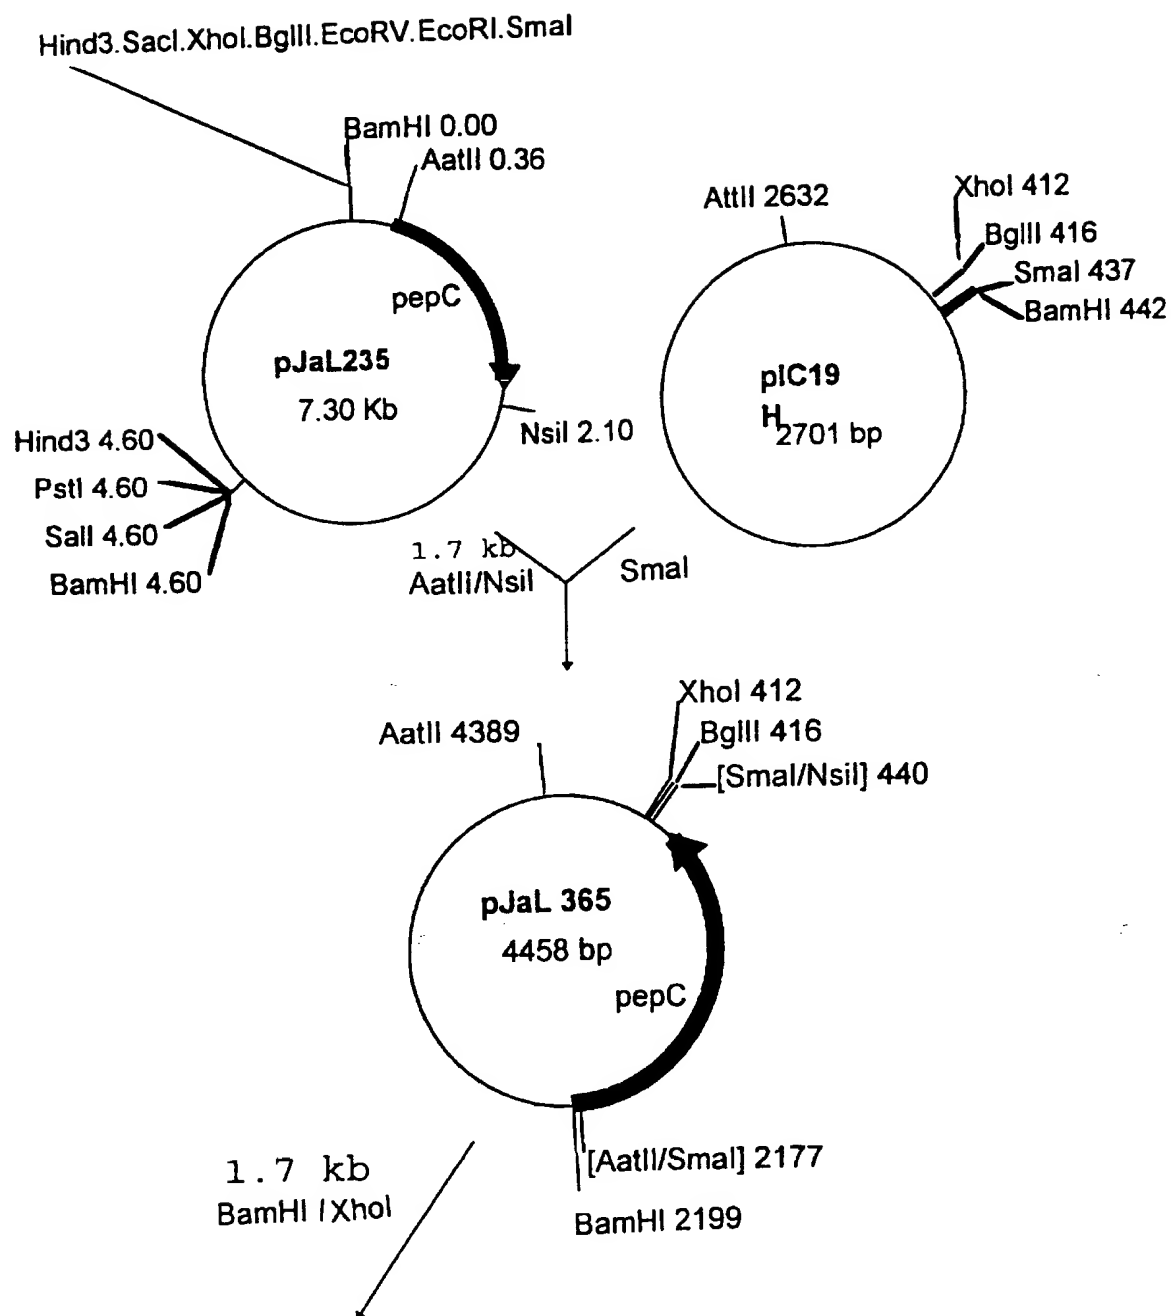 Hind3.SacI.XhoI.BglII.EcoRV.EcoRI.SmaI
BamHI 0.00
AatII 0.36
pepC
pJaL235
7.30 Kb
NsiI 2.10
Hind3 4.60
PstI 4.60
SalI 4.60
BamHI 4.60
AttII 2632
XhoI 412
BglII 416
SmaI 437
BamHI 442
pIC19
H
2701 bp
1.7 kb
AatII/NsiI
SmaI
AatII 4389
XhoI 412
BglII 416
[SmaI/NsiI] 440
pJaL 365
4458 bp
pepC
[AatII/SmaI] 2177
BamHI 2199
1.7 kb
BamHI / XhoI